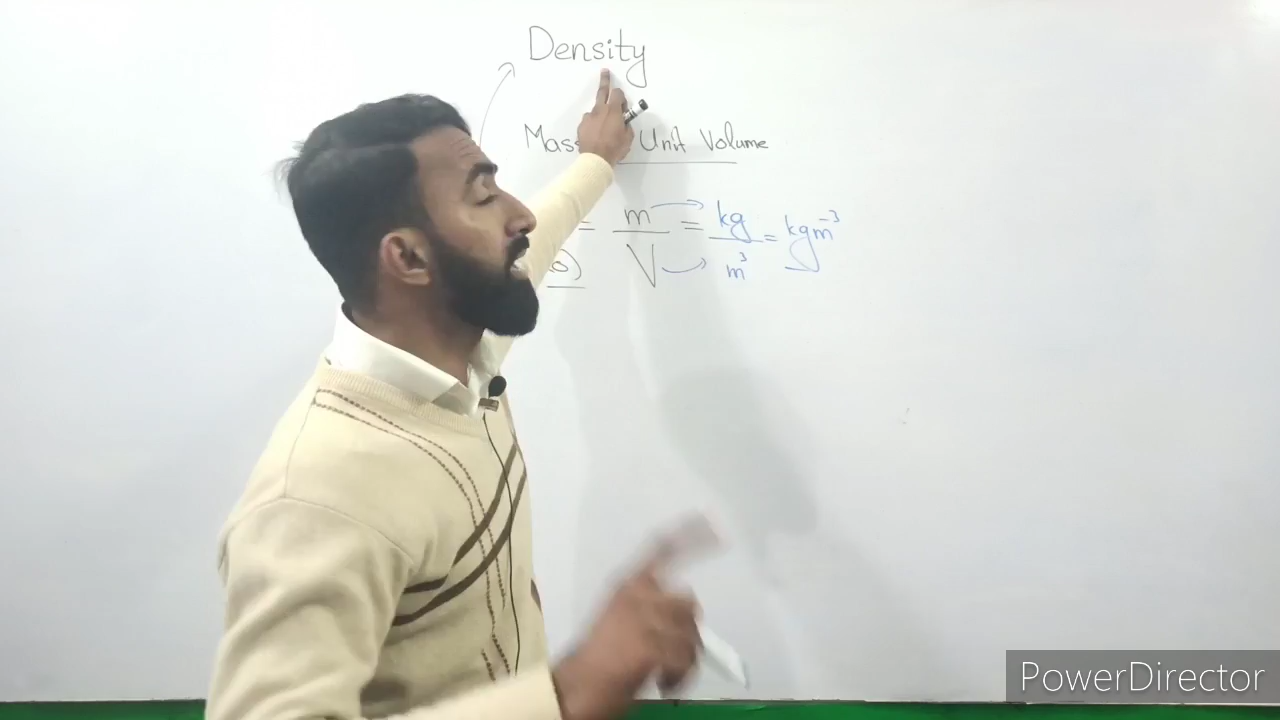 Density
Mass Unit Volume
= m/V = kg/m³ = kgm⁻³
PowerDirector